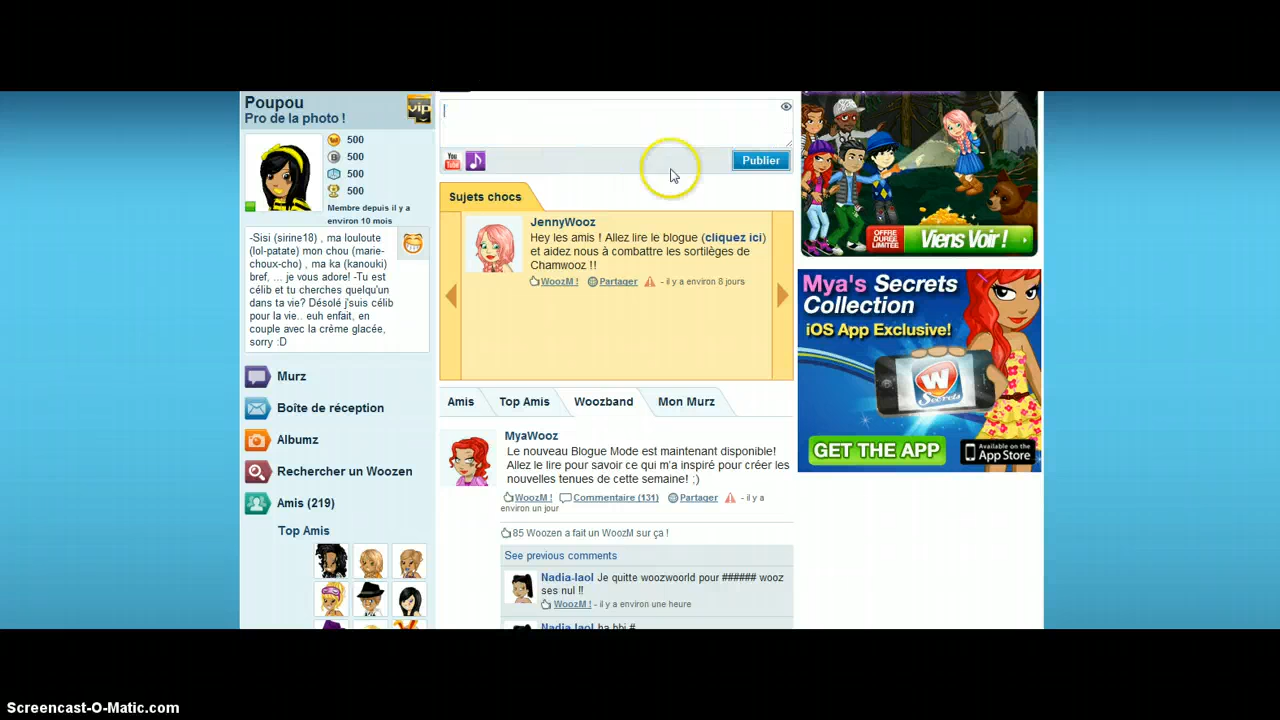 Poupou
Pro de la photo !
vip
500
500
500
500
Membre depuis il y a
environ 10 mois
-Sisi (sirine18) , ma louloute
(lol-patate) mon chou (marie-
choux-cho) , ma ka (kanouki)
bref, ... je vous adore! -Tu est
célib et tu cherches quelqu'un
dans ta vie? Désolé j'suis célib
pour la vie.. euh enfait, en
couple avec la crème glacée,
sorry :D
Murz
Boîte de réception
Albumz
Rechercher un Woozen
Amis (219)
Top Amis
You
Tube
Publier
Sujets chocs
JennyWooz
Hey les amis ! Allez lire le blogue (cliquez ici)
et aidez nous à combattre les sortilèges de
Chamwooz !!
WoozM ! Partager - il y a environ 8 jours
Amis Top Amis Woozband Mon Murz
MyaWooz
Le nouveau Blogue Mode est maintenant disponible!
Allez le lire pour savoir ce qui m'a inspiré pour créer les
nouvelles tenues de cette semaine! ;)
WoozM ! Commentaire (131) Partager - il y a
environ un jour
85 Woozen a fait un WoozM sur ça !
See previous comments
Nadia-laol Je quitte woozwoorld pour ###### wooz
ses nul !!
WoozM ! - il y a environ une heure
Nadia-laol ha bbi #
OFFRE
DURÉE
LIMITÉE
Viens Voir !
Mya's Secrets
Collection
iOS App Exclusive!
W
Secrets
GET THE APP
Available on the
App Store
Screencast-O-Matic.com